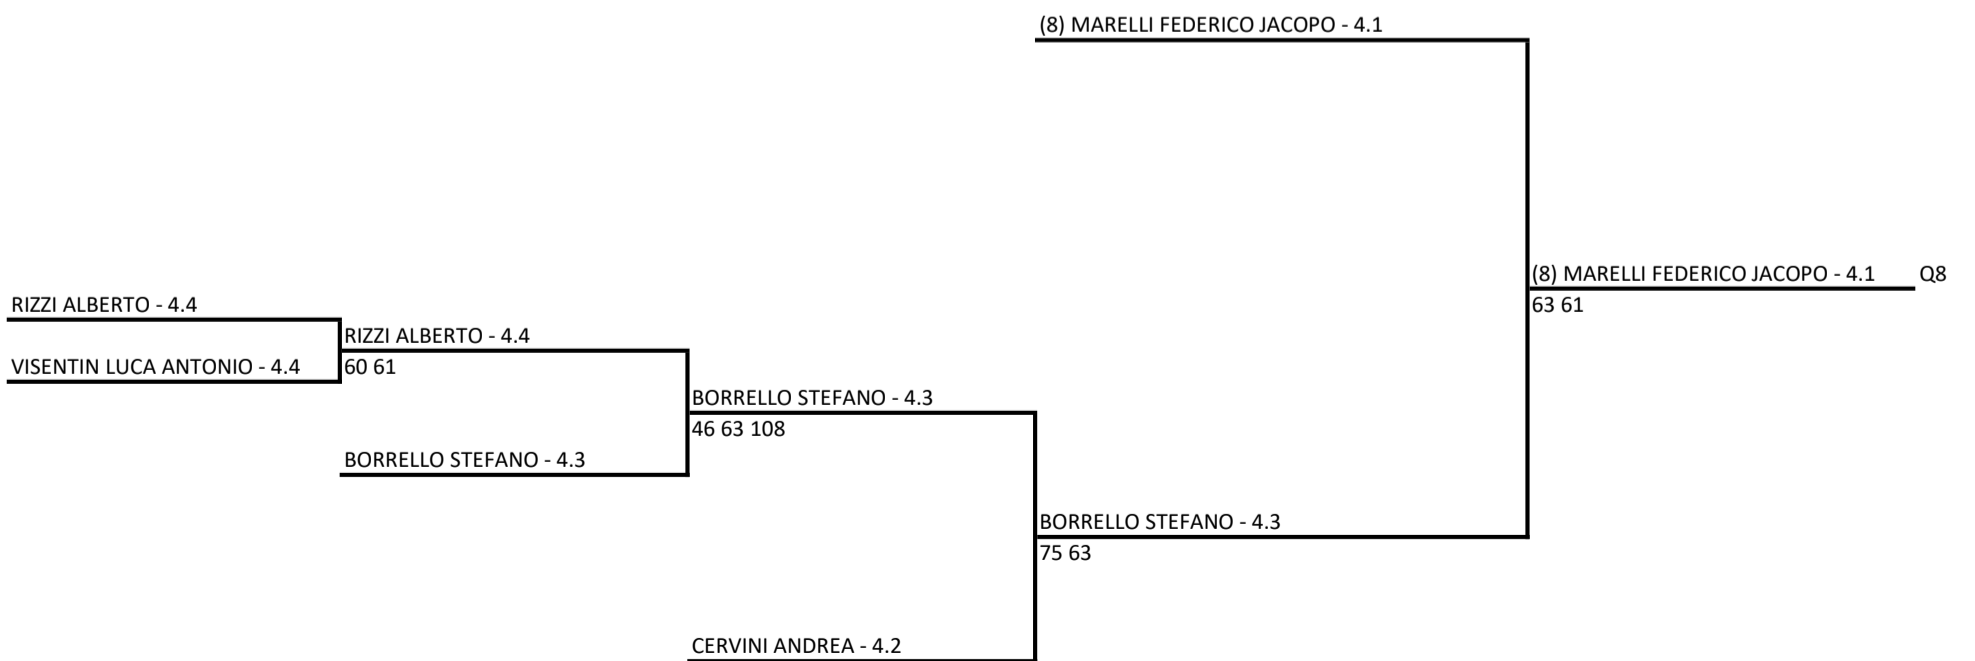 (8) MARELLI FEDERICO JACOPO - 4.1
(8) MARELLI FEDERICO JACOPO - 4.1 Q8
63 61
RIZZI ALBERTO - 4.4
RIZZI ALBERTO - 4.4
60 61
VISENTIN LUCA ANTONIO - 4.4
BORRELLO STEFANO - 4.3
46 63 108
BORRELLO STEFANO - 4.3
BORRELLO STEFANO - 4.3
75 63
CERVINI ANDREA - 4.2